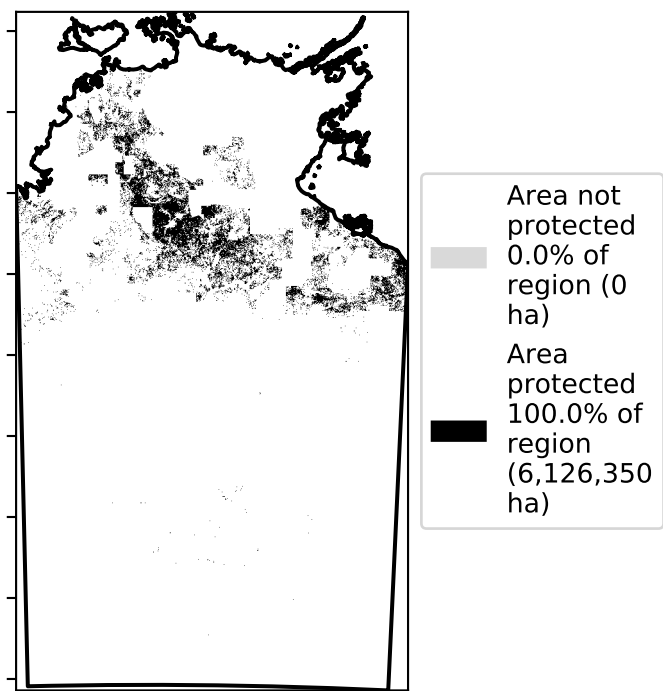 Area not
protected
0.0% of
region (0
ha)
Area
protected
100.0% of
region
(6,126,350
ha)